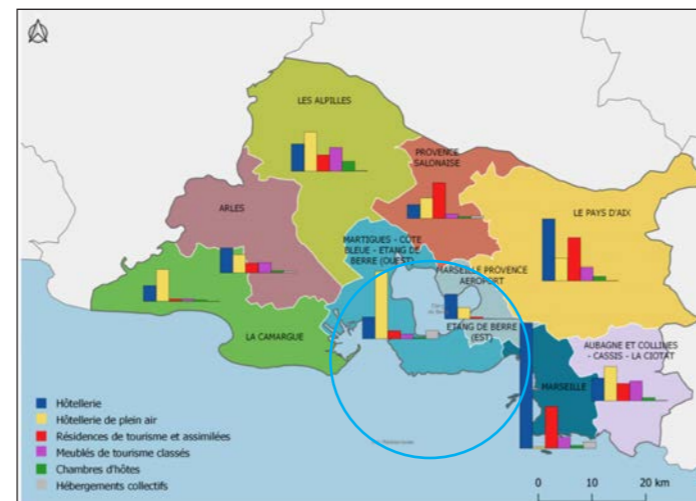 LES ALPILLES
PROVENCE
SALONAISE
ARLES
LE PAYS D'AIX
MARTIGUES - CÔTE
BLEUE - ETANG DE
BERRE (OUEST)
MARSEILLE PROVENCE
AEROPORT
ETANG DE BERRE
(EST)
LA CAMARGUE
AUBAGNE ET COLLINES
- CASSIS - LA CIOTAT
MARSEILLE
Hôtellerie
Hôtellerie de plein air
Résidences de tourisme et assimilées
Meublés de tourisme classés
Chambres d'hôtes
Hébergements collectifs
0 10 20 km